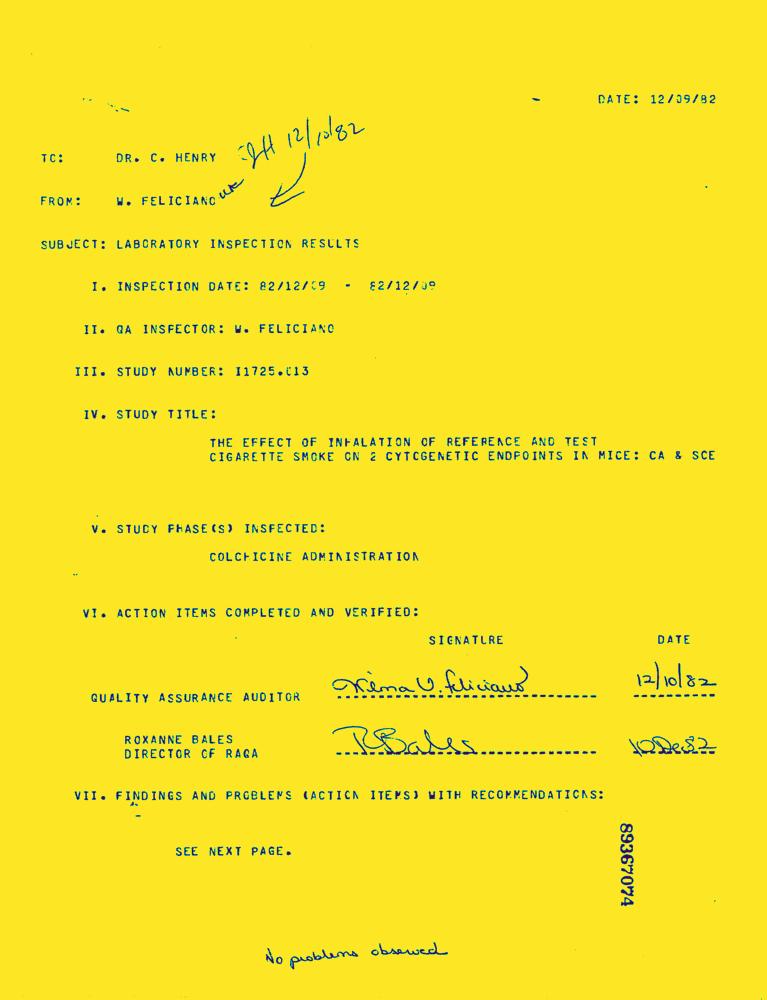 DATE: 12/09/82
TO: DR. C. HENRY
12/10/82
FROM: W. FELICIANO
SUBJECT: LABORATORY INSPECTION RESULTS
I. INSPECTION DATE: 82/12/09 - 82/12/09
II. QA INSPECTOR: W. FELICIANO
III. STUDY NUMBER: I1725.013
IV. STUDY TITLE:
THE EFFECT OF INHALATION OF REFERENCE AND TEST
CIGARETTE SMOKE ON 2 CYTOGENETIC ENDPOINTS IN MICE: CA & SCE
V. STUDY PHASE(S) INSPECTED:
COLCHICINE ADMINISTRATION
VI. ACTION ITEMS COMPLETED AND VERIFIED:
SIGNATURE DATE
QUALITY ASSURANCE AUDITOR Wilma V. Feliciano 12/10/82
ROXANNE BALES
DIRECTOR OF RAQA RBales 10Dec82
VII. FINDINGS AND PROBLEMS (ACTION ITEMS) WITH RECOMMENDATIONS:
SEE NEXT PAGE.
89367074
No problems observed